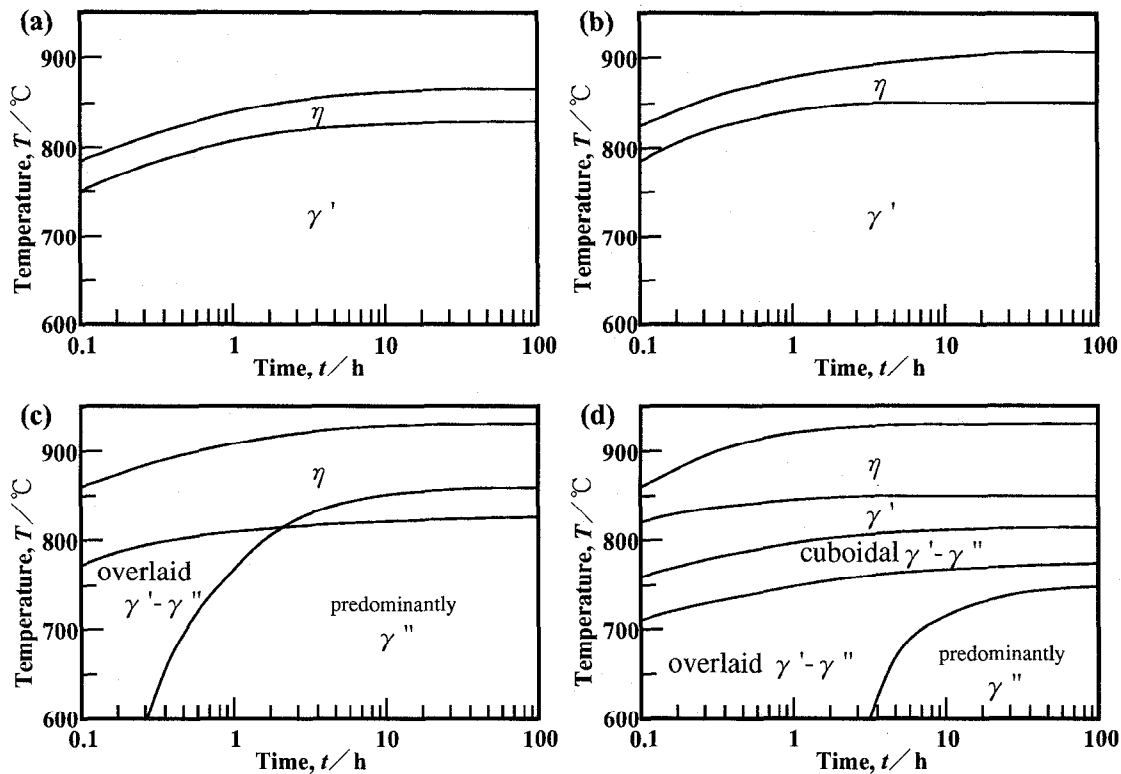 (a)
Temperature, T/℃
900
800
700
600
η
γ '
0.1 1 10 100
Time, t/h
(b)
Temperature, T/℃
900
800
700
600
η
γ '
0.1 1 10 100
Time, t/h
(c)
Temperature, T/℃
900
800
700
600
η
overlaid
γ '- γ "
predominantly
γ "
0.1 1 10 100
Time, t/h
(d)
Temperature, T/℃
900
800
700
600
η
γ '
cuboidal γ '- γ "
overlaid γ '- γ "
predominantly
γ "
0.1 1 10 100
Time, t/h